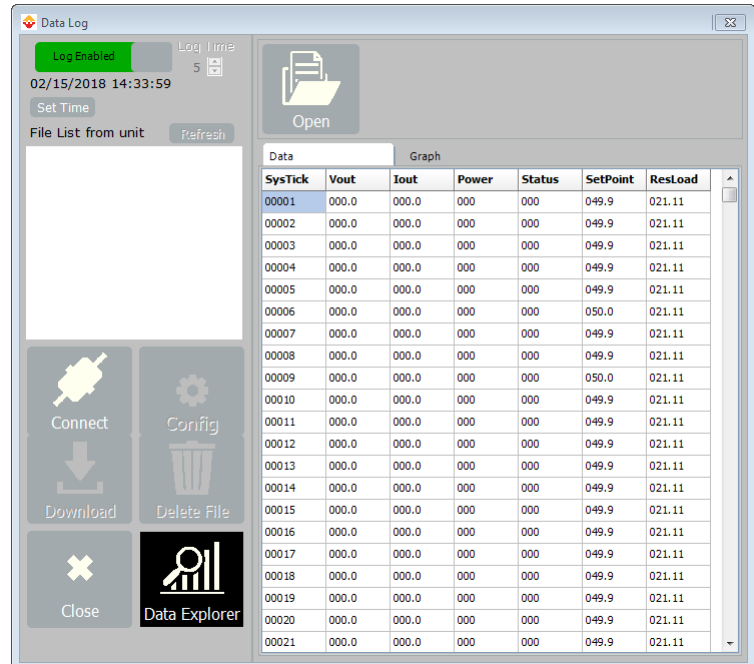 Data Log
Log Enabled
Log Time
5
02/15/2018 14:33:59
Set Time
File List from unit
Refresh
Connect
Config
Download
Delete File
Close
Data Explorer
Open
Data Graph
SysTick Vout Iout Power Status SetPoint ResLoad
00001 000.0 000.0 000 000 049.9 021.11
00002 000.0 000.0 000 000 049.9 021.11
00003 000.0 000.0 000 000 049.9 021.11
00004 000.0 000.0 000 000 049.9 021.11
00005 000.0 000.0 000 000 049.9 021.11
00006 000.0 000.0 000 000 050.0 021.11
00007 000.0 000.0 000 000 049.9 021.11
00008 000.0 000.0 000 000 049.9 021.11
00009 000.0 000.0 000 000 050.0 021.11
00010 000.0 000.0 000 000 049.9 021.11
00011 000.0 000.0 000 000 049.9 021.11
00012 000.0 000.0 000 000 049.9 021.11
00013 000.0 000.0 000 000 049.9 021.11
00014 000.0 000.0 000 000 049.9 021.11
00015 000.0 000.0 000 000 049.9 021.11
00016 000.0 000.0 000 000 049.9 021.11
00017 000.0 000.0 000 000 049.9 021.11
00018 000.0 000.0 000 000 049.9 021.11
00019 000.0 000.0 000 000 049.9 021.11
00020 000.0 000.0 000 000 049.9 021.11
00021 000.0 000.0 000 000 049.9 021.11